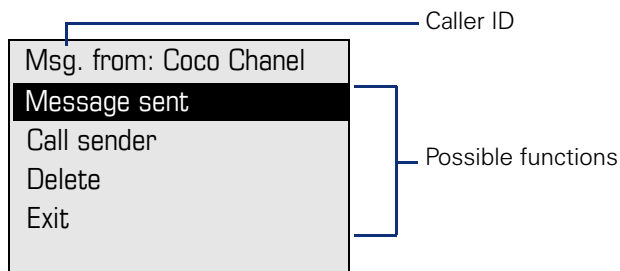 Caller ID
Msg. from: Coco Chanel
Message sent
Call sender
Delete
Exit
Possible functions